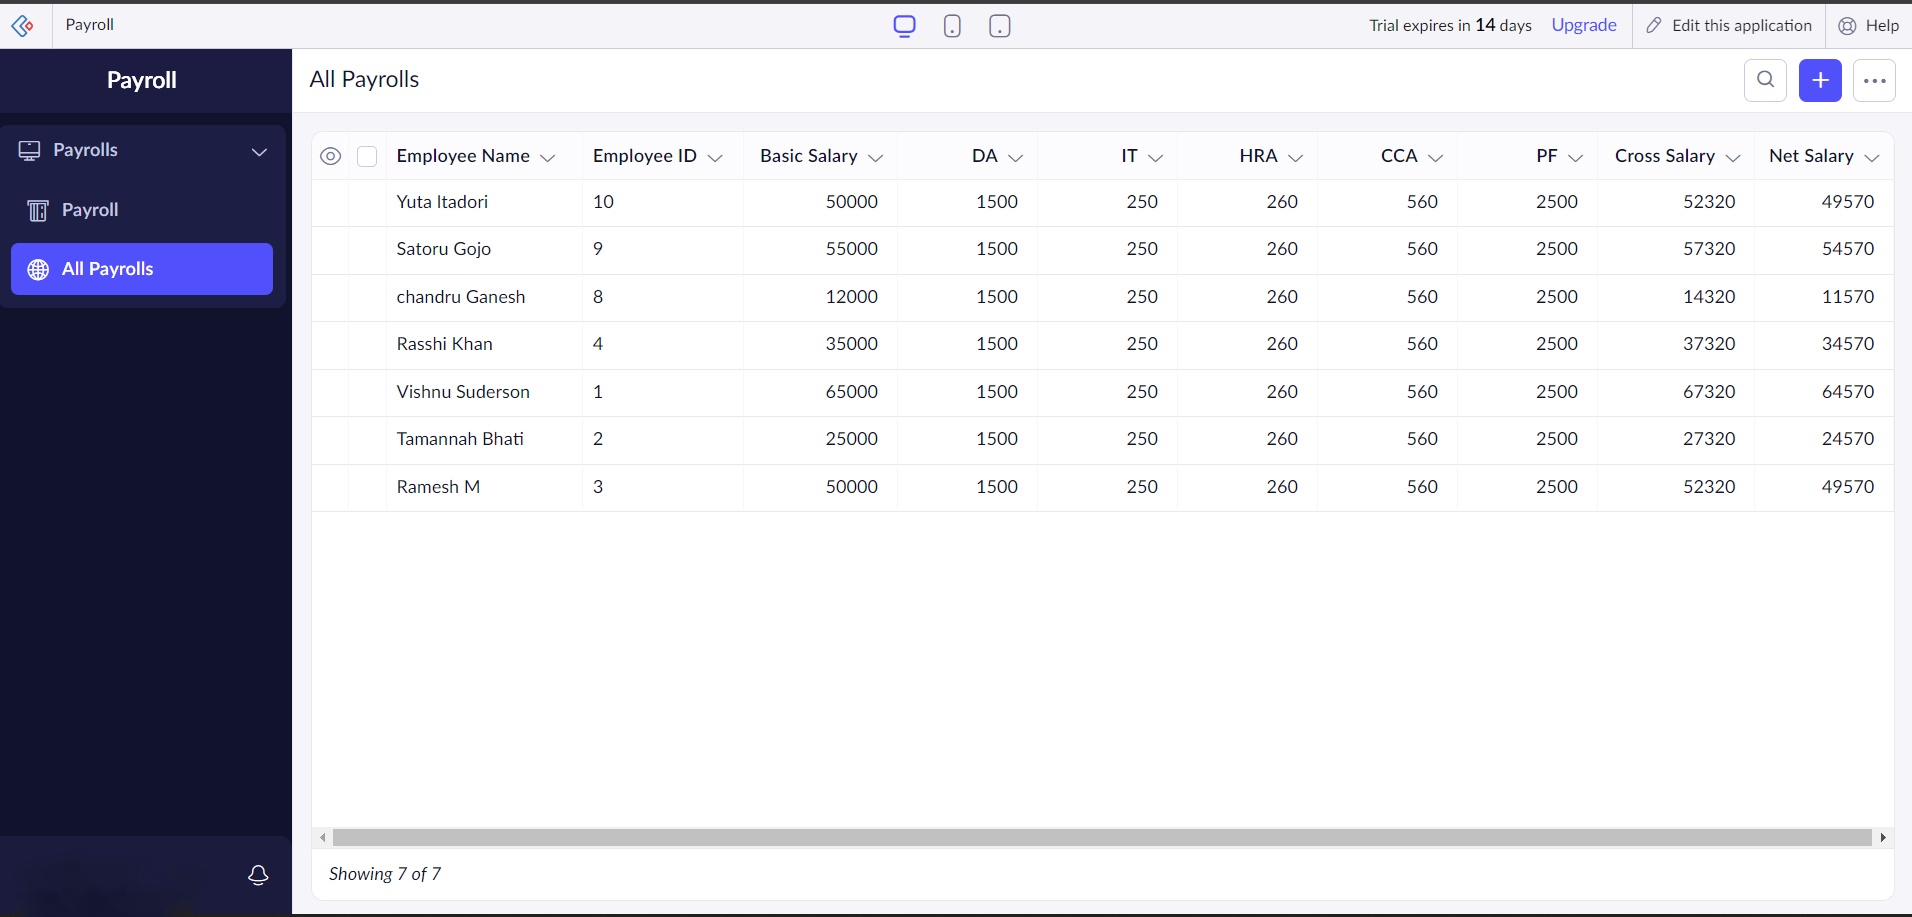 Payroll
Trial expires in 14 days Upgrade Edit this application Help
Payroll
All Payrolls
Payrolls
Payroll
All Payrolls
Employee Name Employee ID Basic Salary DA IT HRA CCA PF Cross Salary Net Salary
Yuta Itadori 10 50000 1500 250 260 560 2500 52320 49570
Satoru Gojo 9 55000 1500 250 260 560 2500 57320 54570
chandru Ganesh 8 12000 1500 250 260 560 2500 14320 11570
Rasshi Khan 4 35000 1500 250 260 560 2500 37320 34570
Vishnu Suderson 1 65000 1500 250 260 560 2500 67320 64570
Tamannah Bhati 2 25000 1500 250 260 560 2500 27320 24570
Ramesh M 3 50000 1500 250 260 560 2500 52320 49570
Showing 7 of 7